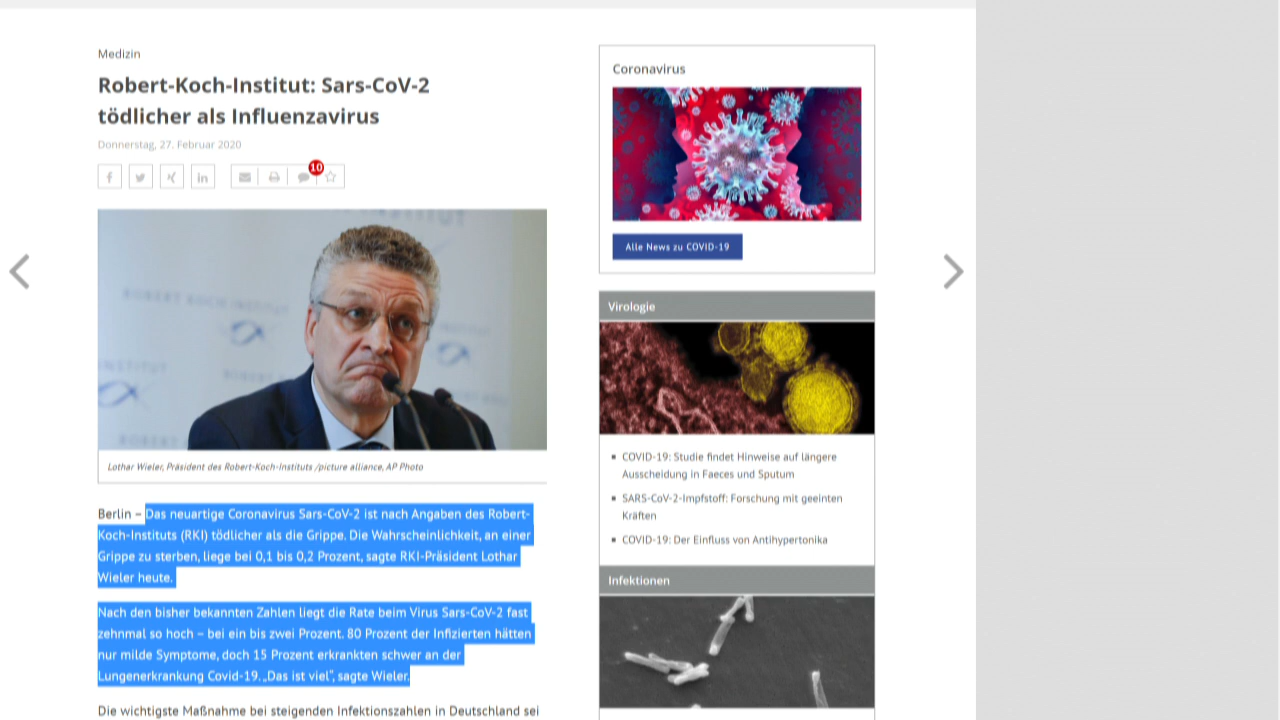 Medizin
Robert-Koch-Institut: Sars-CoV-2
tödlicher als Influenzavirus
Donnerstag, 27. Februar 2020
10
Lothar Wieler, Präsident des Robert-Koch-Instituts /picture alliance, AP Photo
Berlin – Das neuartige Coronavirus Sars-CoV-2 ist nach Angaben des Robert-
Koch-Instituts (RKI) tödlicher als die Grippe. Die Wahrscheinlichkeit, an einer
Grippe zu sterben, liege bei 0,1 bis 0,2 Prozent, sagte RKI-Präsident Lothar
Wieler heute.
Nach den bisher bekannten Zahlen liegt die Rate beim Virus Sars-CoV-2 fast
zehnmal so hoch – bei ein bis zwei Prozent. 80 Prozent der Infizierten hätten
nur milde Symptome, doch 15 Prozent erkrankten schwer an der
Lungenerkrankung Covid-19. „Das ist viel“, sagte Wieler.
Die wichtigste Maßnahme bei steigenden Infektionszahlen in Deutschland sei
Coronavirus
Alle News zu COVID-19
Virologie
COVID-19: Studie findet Hinweise auf längere
Ausscheidung in Faeces und Sputum
SARS-CoV-2-Impfstoff: Forschung mit geeinten
Kräften
COVID-19: Der Einfluss von Antihypertonika
Infektionen